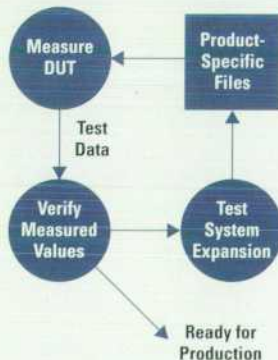 Measure
DUT
Product-
Specific
Files
Test
Data
Verify
Measured
Values
Test
System
Expansion
Ready for
Production